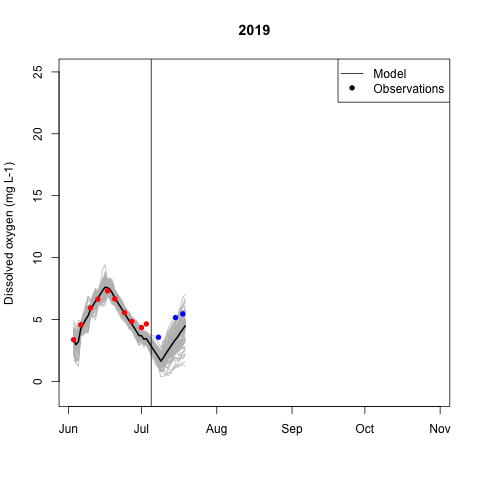 2019
Model
Observations
Dissolved oxygen (mg L-1)
25
20
15
10
5
0
Jun Jul Aug Sep Oct Nov